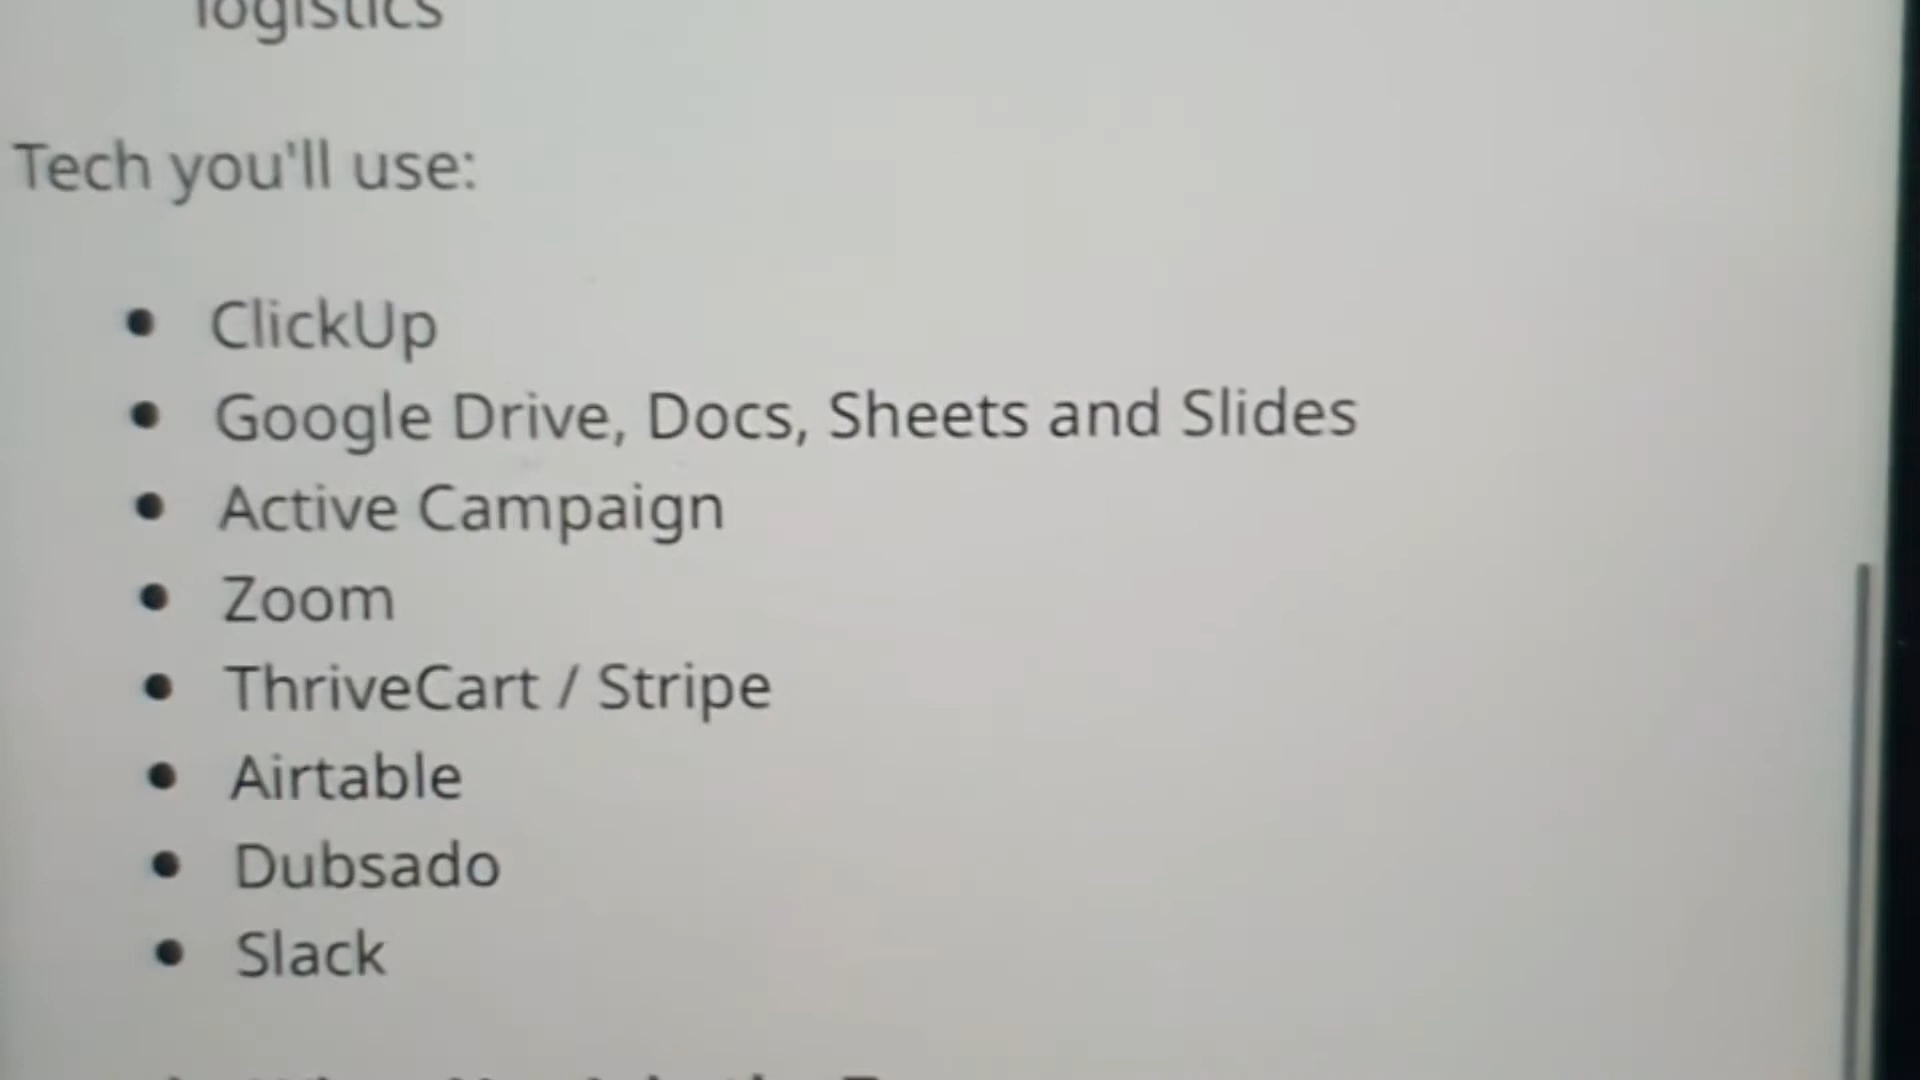 logistics
Tech you'll use:
• ClickUp
• Google Drive, Docs, Sheets and Slides
• Active Campaign
• Zoom
• ThriveCart / Stripe
• Airtable
• Dubsado
• Slack